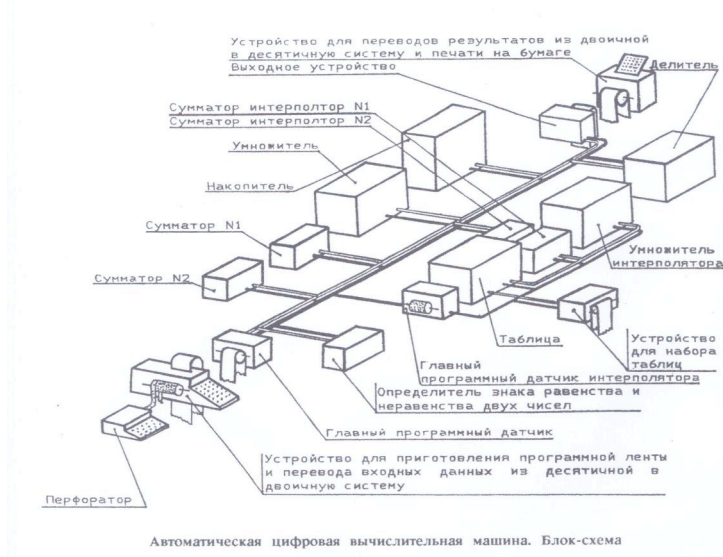 Устройство для переводов результатов из двоичной
в десятичную систему и печати на бумаге
Выходное устройство
Делитель
Сумматор интерполтор N1
Сумматор интерполтор N2
Умножитель
Накопитель
Сумматор N1
Сумматор N2
Умножитель
интерполятора
Таблица
Устройство
для набора
таблиц
Главный
программный датчик интерполятора
Определитель знака равенства и
неравенства двух чисел
Главный программный датчик
Устройство для приготовления программной ленты
и перевода входных данных из десятичной в
двоичную систему
Перфоратор
Автоматическая цифровая вычислительная машина. Блок-схема